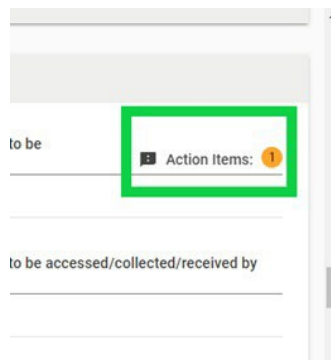 to be
Action Items: 1
to be accessed/collected/received by